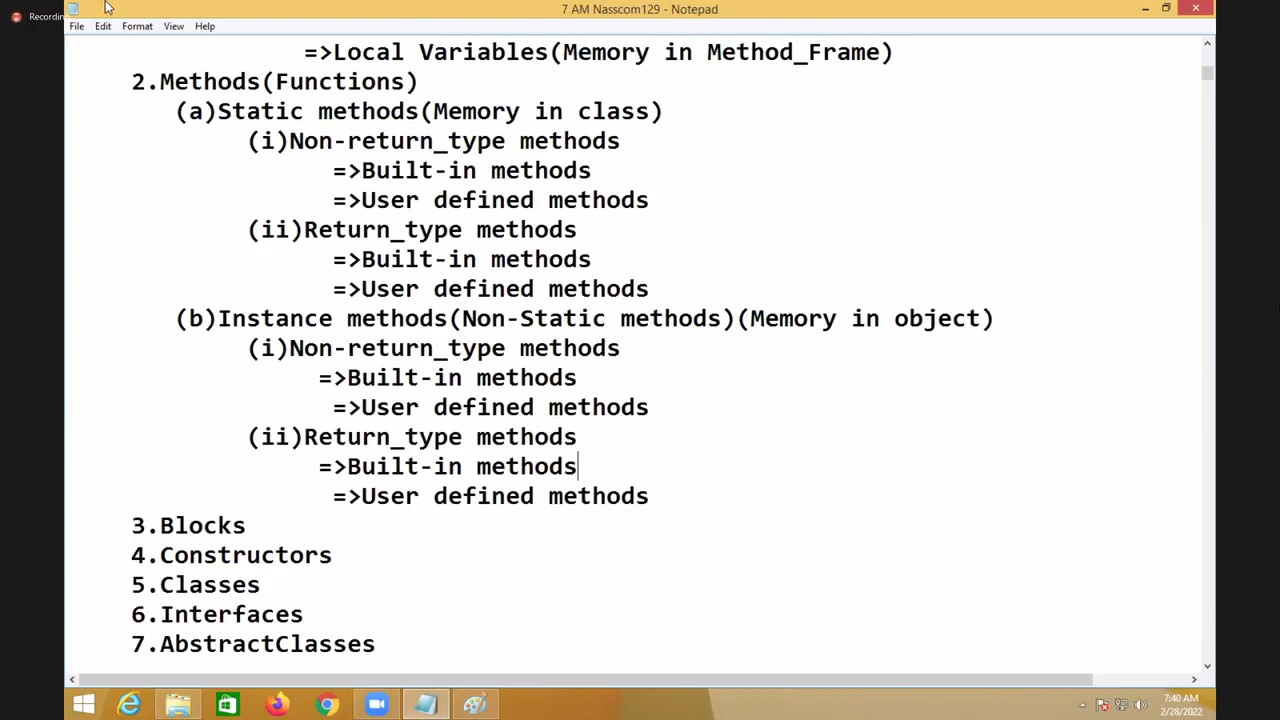 Recording
7 AM Nasscom129 - Notepad
File Edit Format View Help
=>Local Variables(Memory in Method_Frame)
2.Methods(Functions)
(a)Static methods(Memory in class)
(i)Non-return_type methods
=>Built-in methods
=>User defined methods
(ii)Return_type methods
=>Built-in methods
=>User defined methods
(b)Instance methods(Non-Static methods)(Memory in object)
(i)Non-return_type methods
=>Built-in methods
=>User defined methods
(ii)Return_type methods
=>Built-in methods
=>User defined methods
3.Blocks
4.Constructors
5.Classes
6.Interfaces
7.AbstractClasses
7:40 AM
2/28/2022